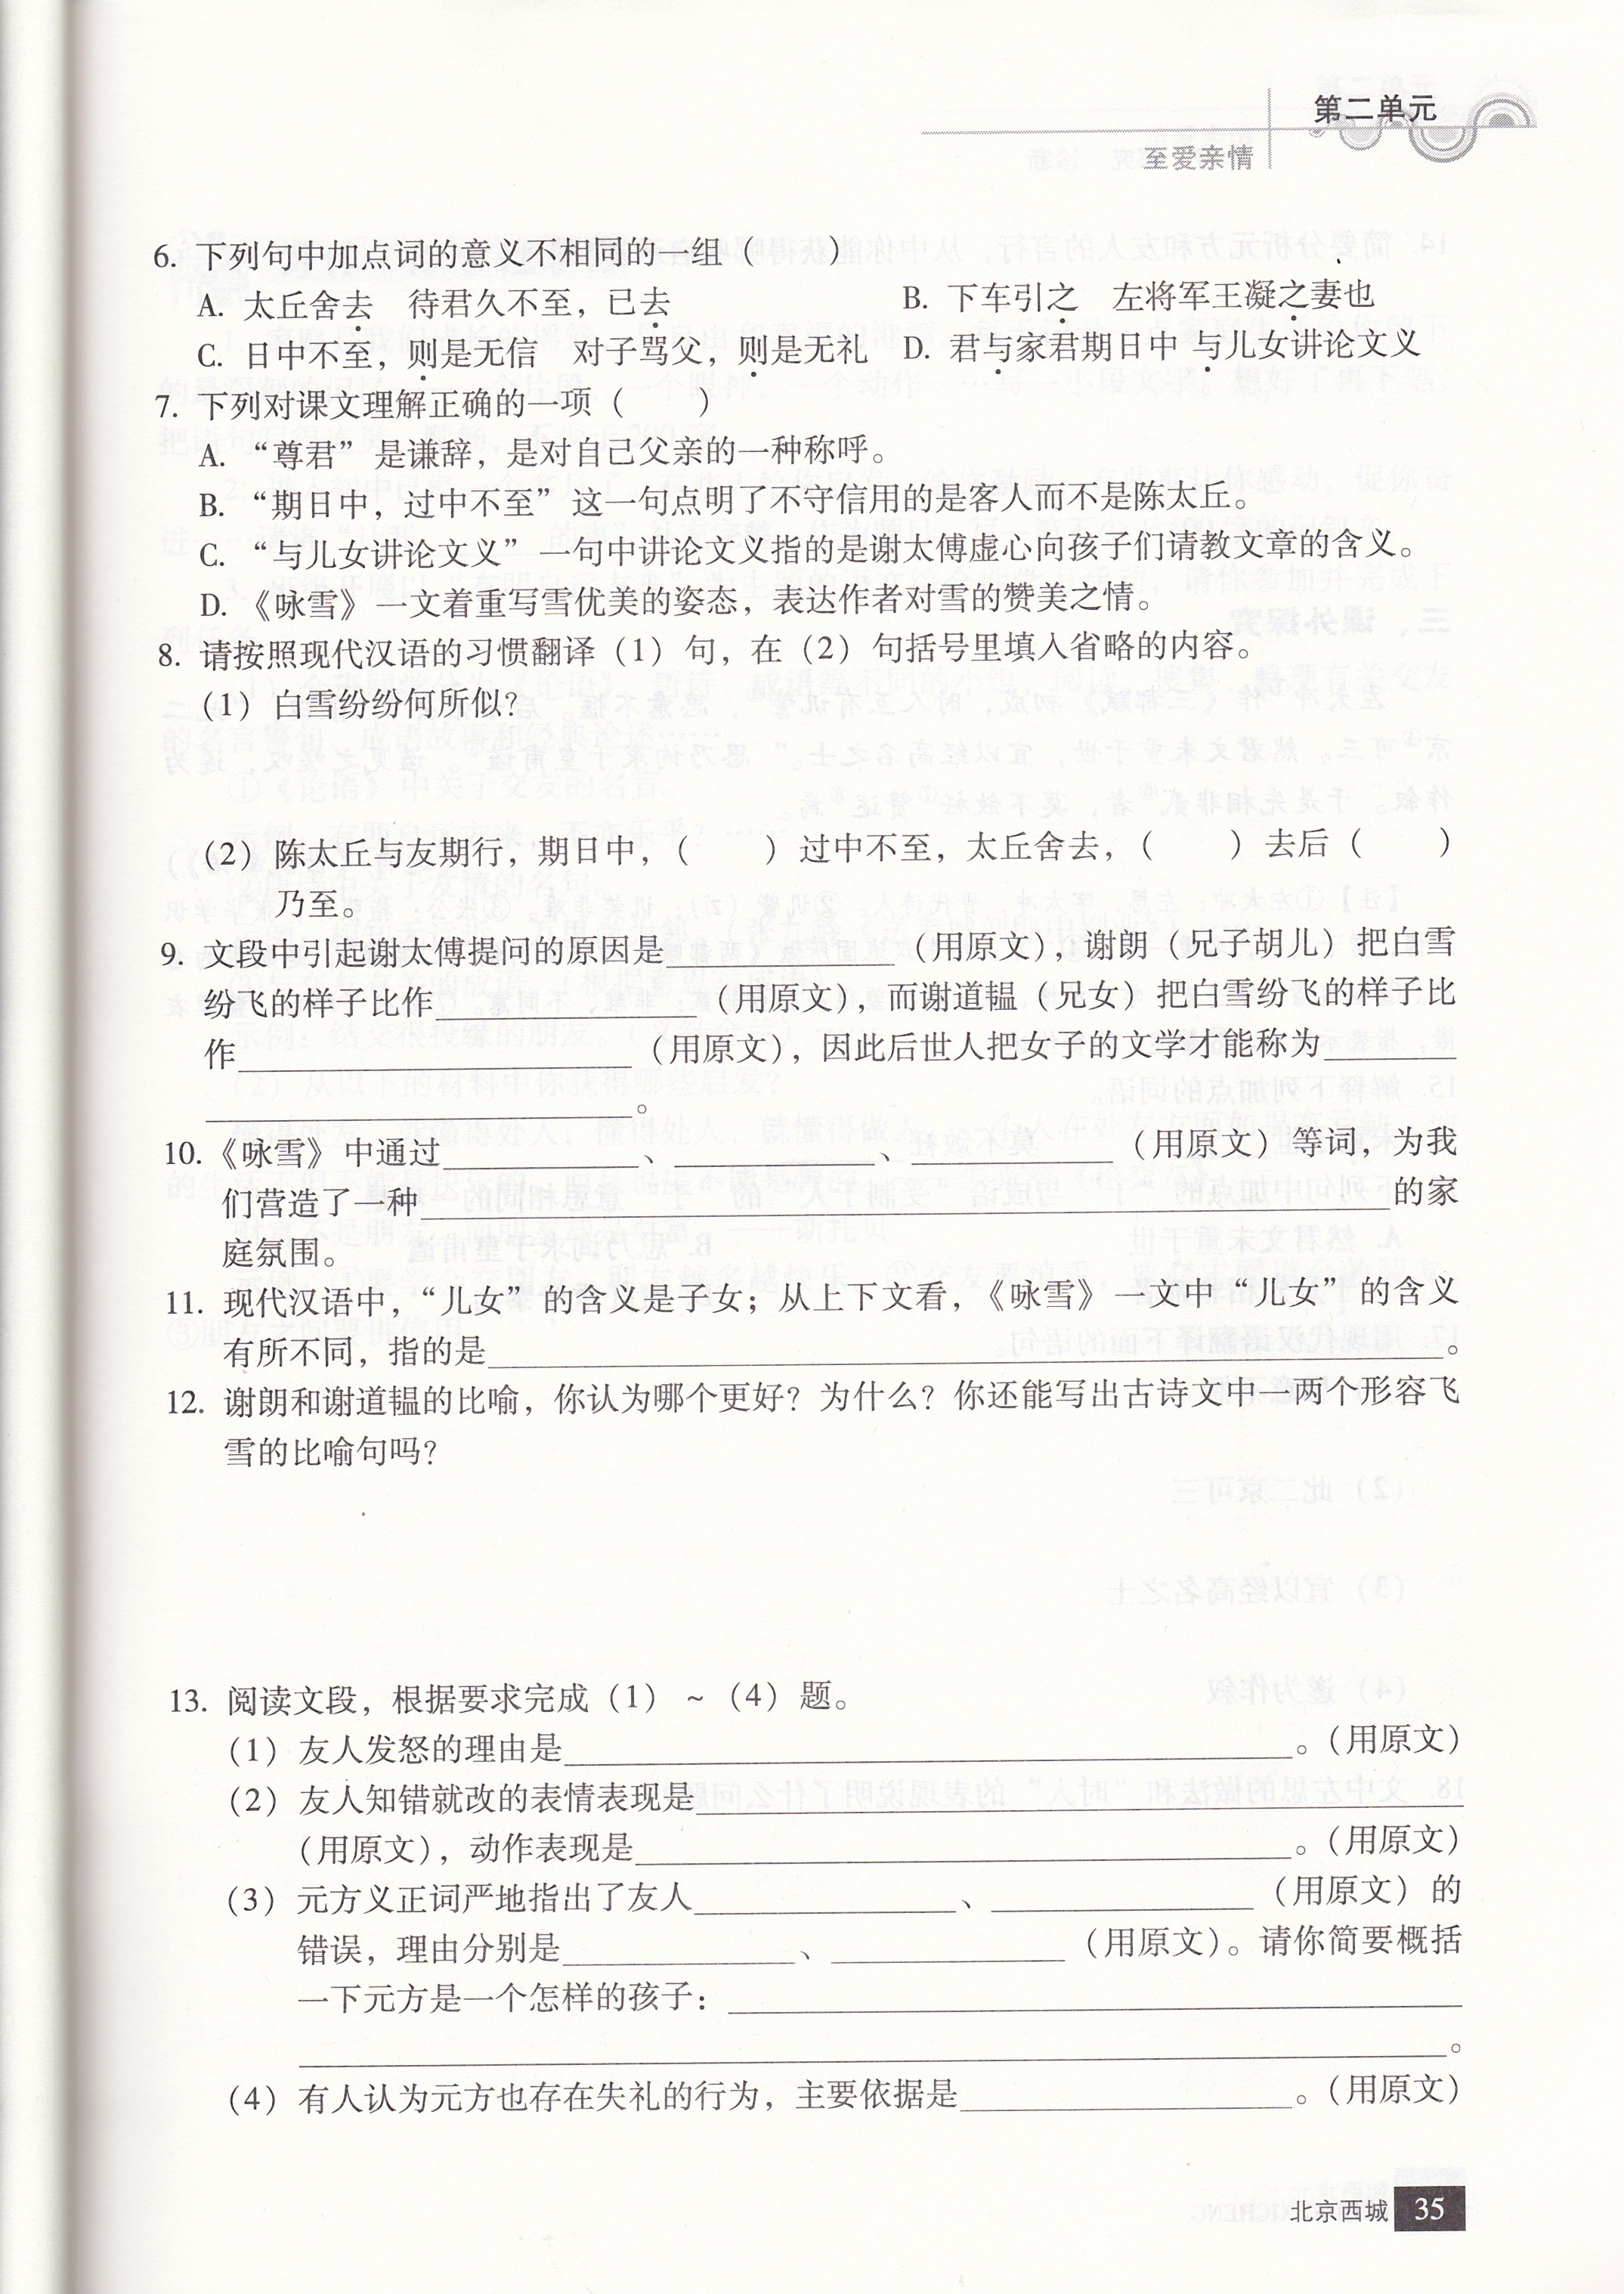 第二单元
至爱亲情
6. 下列句中加点词的意义不相同的一组（　　）
A. 太丘舍去　待君久不至，已去　B. 下车引之　左将军王凝之妻也
C. 日中不至，则是无信　对子骂父，则是无礼　D. 君与家君期日中　与儿女讲论文义
7. 下列对课文理解正确的一项（　　）
A. “尊君”是谦辞，是对自己父亲的一种称呼。
B. “期日中，过中不至”这一句点明了不守信用的是客人而不是陈太丘。
C. “与儿女讲论文义”一句中讲论文义指的是谢太傅虚心向孩子们请教文章的含义。
D. 《咏雪》一文着重写雪优美的姿态，表达作者对雪的赞美之情。
8. 请按照现代汉语的习惯翻译（1）句，在（2）句括号里填入省略的内容。
（1）白雪纷纷何所似？
（2）陈太丘与友期行，期日中，（　　）过中不至，太丘舍去，（　　）去后（　　）
乃至。
9. 文段中引起谢太傅提问的原因是__________（用原文），谢朗（兄子胡儿）把白雪
纷飞的样子比作__________（用原文），而谢道韫（兄女）把白雪纷飞的样子比
作__________（用原文），因此后世人把女子的文学才能称为______
__________。
10. 《咏雪》中通过________、________、________（用原文）等词，为我
们营造了一种____________________的家
庭氛围。
11. 现代汉语中，“儿女”的含义是子女；从上下文看，《咏雪》一文中“儿女”的含义
有所不同，指的是____________________。
12. 谢朗和谢道韫的比喻，你认为哪个更好？为什么？你还能写出古诗文中一两个形容飞
雪的比喻句吗？
13. 阅读文段，根据要求完成（1）~（4）题。
（1）友人发怒的理由是____________________。（用原文）
（2）友人知错就改的表情表现是____________________
（用原文），动作表现是____________________。（用原文）
（3）元方义正词严地指出了友人__________、__________（用原文）的
错误，理由分别是__________、__________（用原文）。请你简要概括
一下元方是一个怎样的孩子：____________________
____________________。
（4）有人认为元方也存在失礼的行为，主要依据是__________。（用原文）
北京西城 35